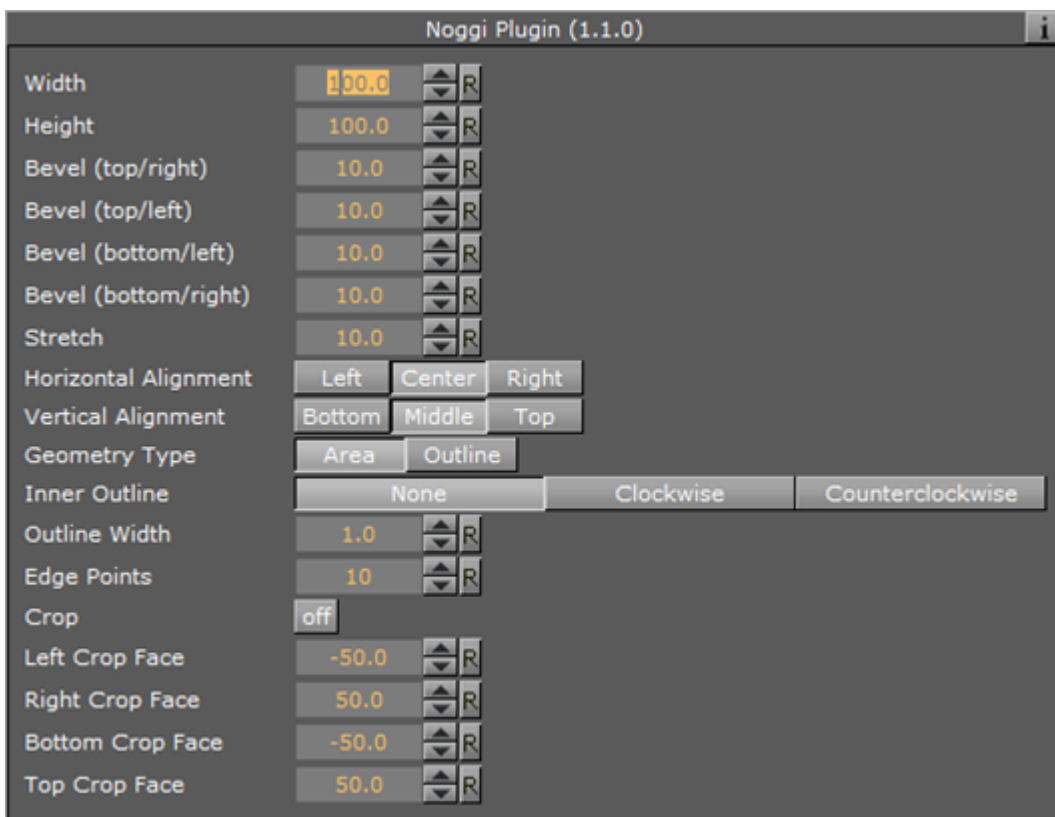 Noggi Plugin (1.1.0) i
Width 100.0 R
Height 100.0 R
Bevel (top/right) 10.0 R
Bevel (top/left) 10.0 R
Bevel (bottom/left) 10.0 R
Bevel (bottom/right) 10.0 R
Stretch 10.0 R
Horizontal Alignment Left Center Right
Vertical Alignment Bottom Middle Top
Geometry Type Area Outline
Inner Outline None Clockwise Counterclockwise
Outline Width 1.0 R
Edge Points 10 R
Crop off
Left Crop Face -50.0 R
Right Crop Face 50.0 R
Bottom Crop Face -50.0 R
Top Crop Face 50.0 R